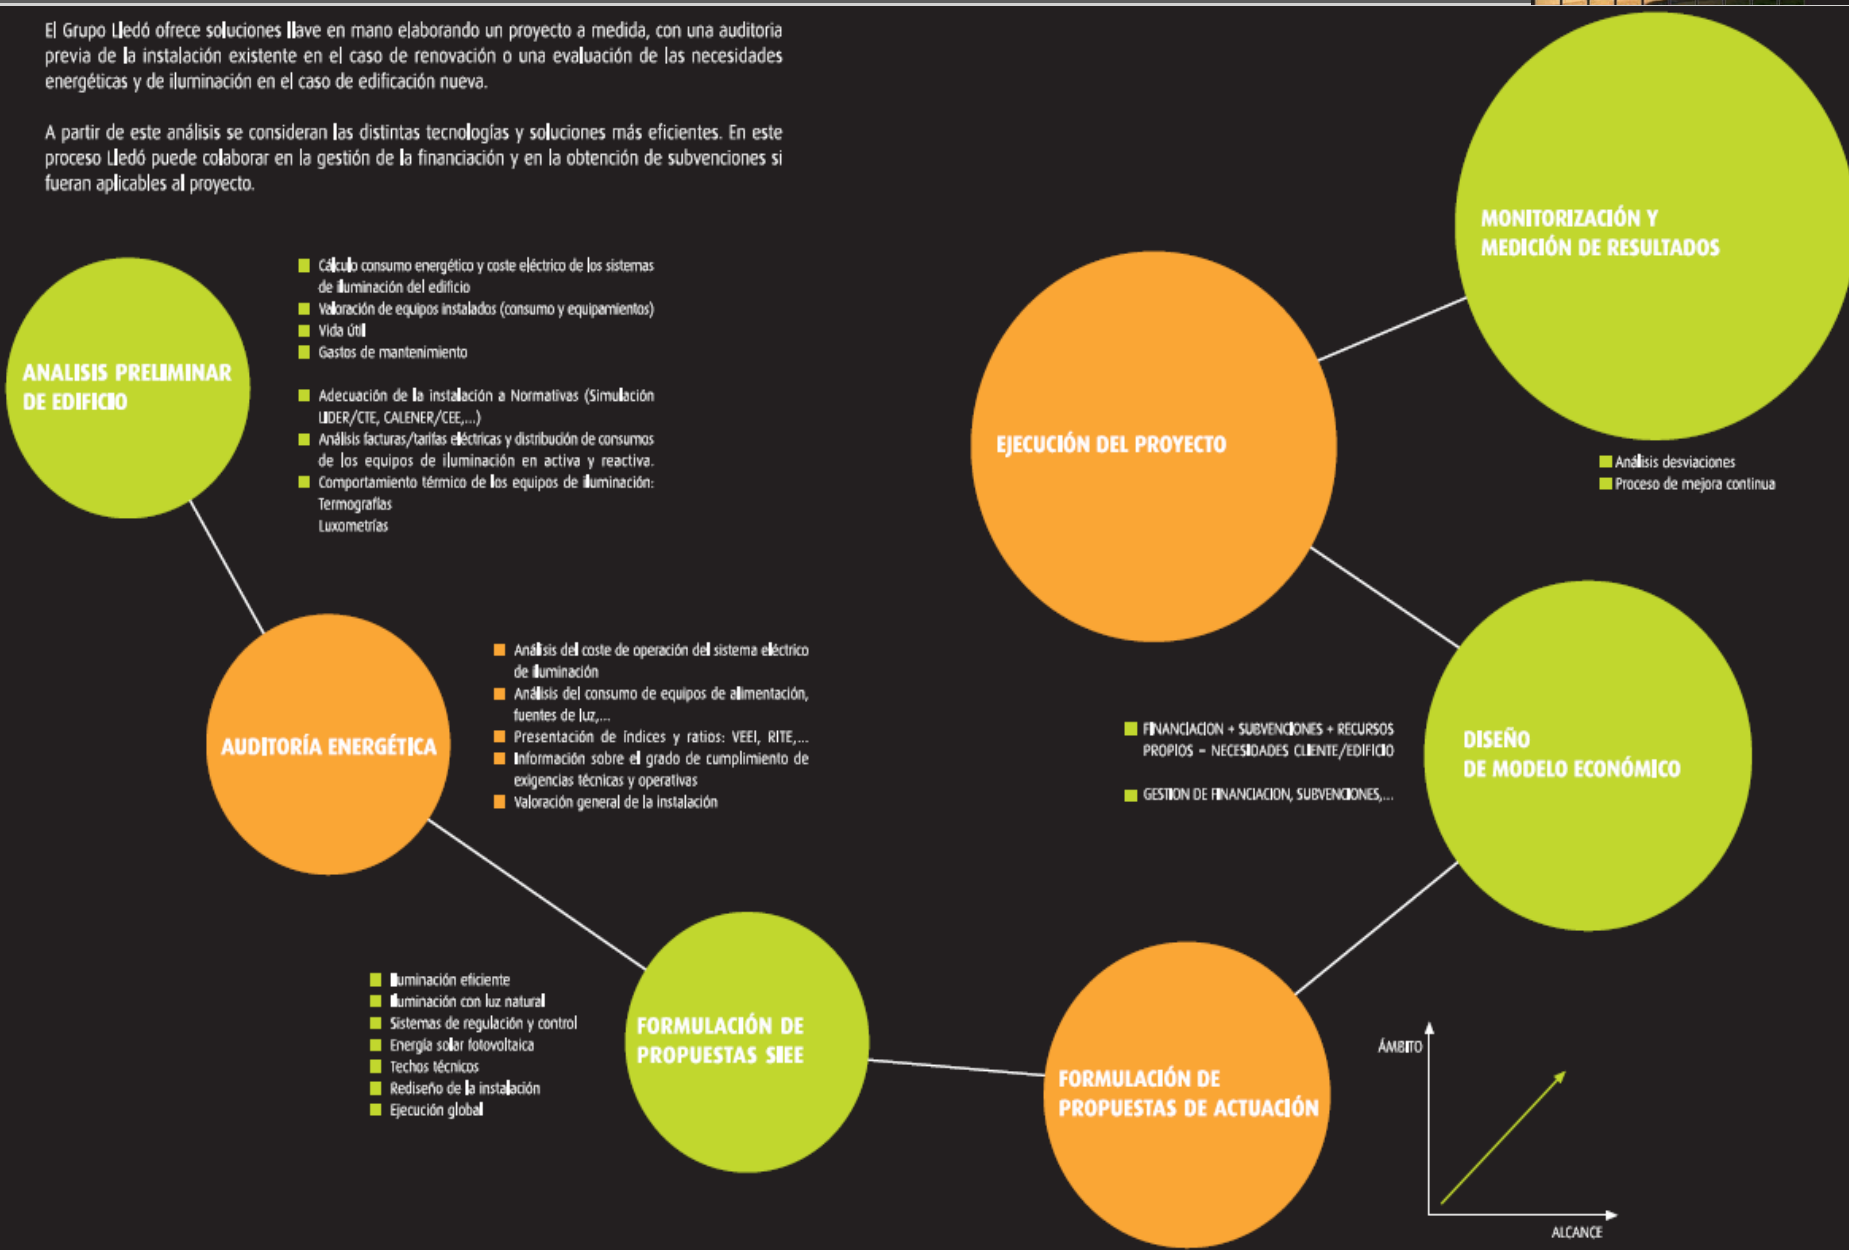 El Grupo Lledó ofrece soluciones llave en mano elaborando un proyecto a medida, con una auditoria
previa de la instalación existente en el caso de renovación o una evaluación de las necesidades
energéticas y de iluminación en el caso de edificación nueva.
A partir de este análisis se consideran las distintas tecnologías y soluciones más eficientes. En este
proceso Lledó puede colaborar en la gestión de la financiación y en la obtención de subvenciones si
fueran aplicables al proyecto.
ANALISIS PRELIMINAR
DE EDIFICIO
Cálculo consumo energético y coste eléctrico de los sistemas
de iluminación del edificio
Valoración de equipos instalados (consumo y equipamientos)
Vida útil
Gastos de mantenimiento
Adecuación de la instalación a Normativas (Simulación
LIDER/CTE, CALENER/CEE,...)
Análisis facturas/tarifas eléctricas y distribución de consumos
de los equipos de iluminación en activa y reactiva.
Comportamiento térmico de los equipos de iluminación:
Termografías
Luxometrías
AUDITORÍA ENERGÉTICA
Análisis del coste de operación del sistema eléctrico
de iluminación
Análisis del consumo de equipos de alimentación,
fuentes de luz,...
Presentación de índices y ratios: VEEI, RITE,...
Información sobre el grado de cumplimiento de
exigencias técnicas y operativas
Valoración general de la instalación
Iluminación eficiente
Iluminación con luz natural
Sistemas de regulación y control
Energía solar fotovoltaica
Techos técnicos
Rediseño de la instalación
Ejecución global
FORMULACIÓN DE
PROPUESTAS SIEE
FORMULACIÓN DE
PROPUESTAS DE ACTUACIÓN
ÁMBITO
ALCANCE
FINANCIACION + SUBVENCIONES + RECURSOS
PROPIOS = NECESIDADES CLIENTE/EDIFICIO
GESTION DE FINANCIACION, SUBVENCIONES,...
DISEÑO
DE MODELO ECONÓMICO
EJECUCIÓN DEL PROYECTO
MONITORIZACIÓN Y
MEDICIÓN DE RESULTADOS
Análisis desviaciones
Proceso de mejora continua